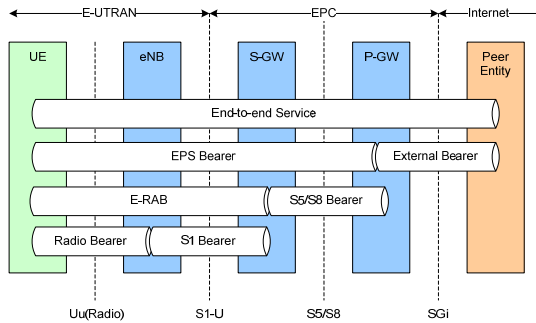 E-UTRAN
EPC
Internet
UE
eNB
S-GW
P-GW
Peer
Entity
End-to-end Service
EPS Bearer
External Bearer
E-RAB
S5/S8 Bearer
Radio Bearer
S1 Bearer
Uu(Radio)
S1-U
S5/S8
SGi